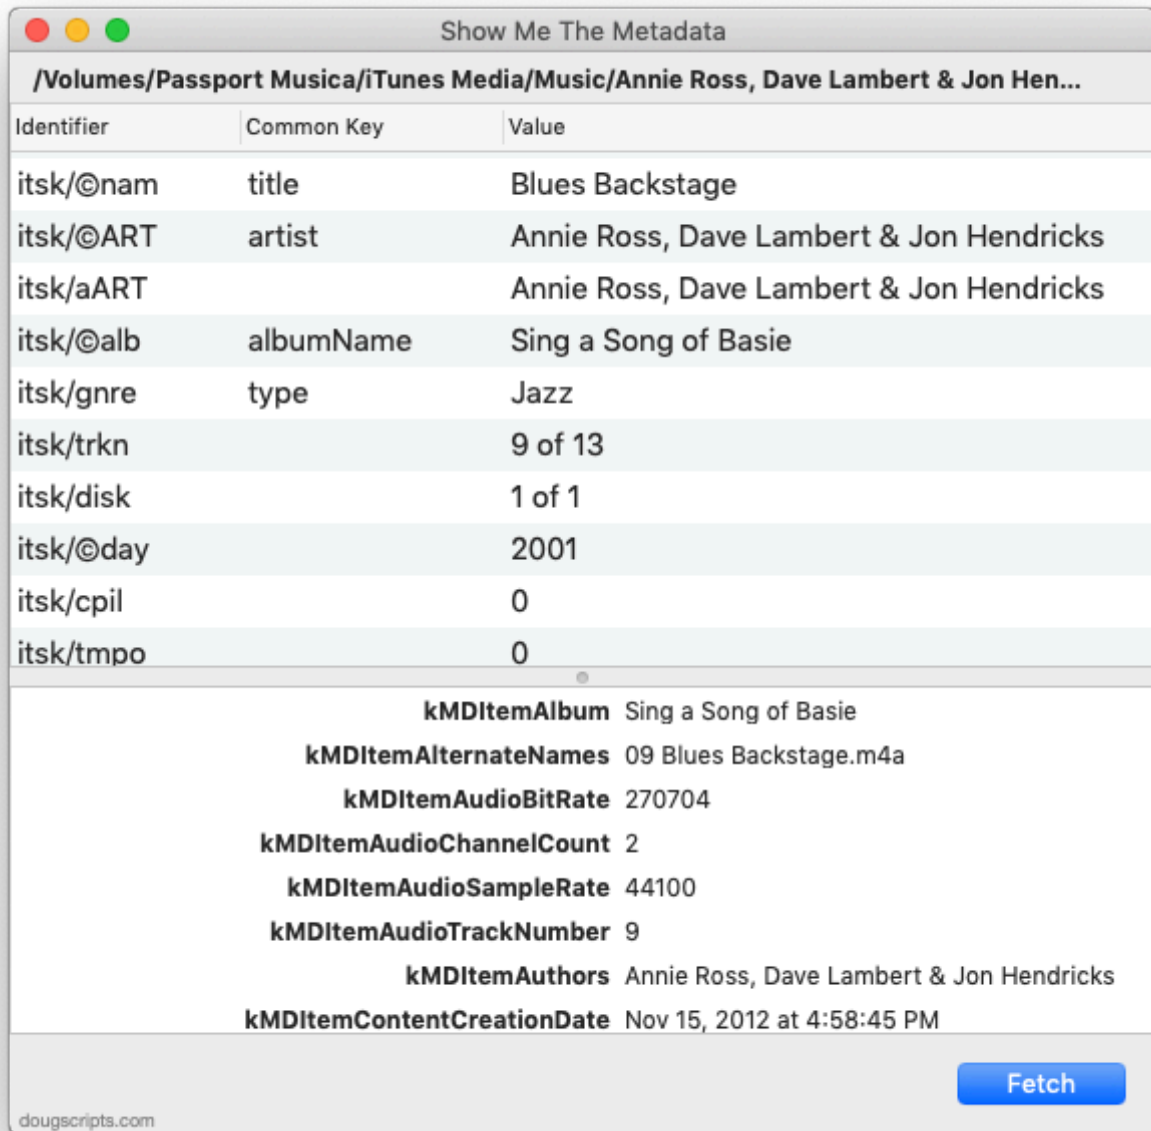 Show Me The Metadata
/Volumes/Passport Musica/iTunes Media/Music/Annie Ross, Dave Lambert & Jon Hen...
Identifier Common Key Value
itsk/©nam title Blues Backstage
itsk/©ART artist Annie Ross, Dave Lambert & Jon Hendricks
itsk/aART Annie Ross, Dave Lambert & Jon Hendricks
itsk/©alb albumName Sing a Song of Basie
itsk/gnre type Jazz
itsk/trkn 9 of 13
itsk/disk 1 of 1
itsk/©day 2001
itsk/cpil 0
itsk/tmpo 0
kMDItemAlbum Sing a Song of Basie
kMDItemAlternateNames 09 Blues Backstage.m4a
kMDItemAudioBitRate 270704
kMDItemAudioChannelCount 2
kMDItemAudioSampleRate 44100
kMDItemAudioTrackNumber 9
kMDItemAuthors Annie Ross, Dave Lambert & Jon Hendricks
kMDItemContentCreationDate Nov 15, 2012 at 4:58:45 PM
Fetch
dougscripts.com